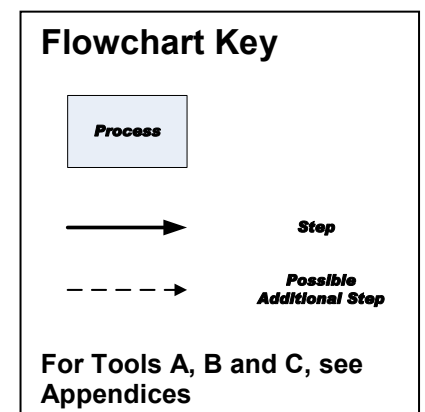 Flowchart Key
Process
Step
Possible
Additional Step
For Tools A, B and C, see
Appendices